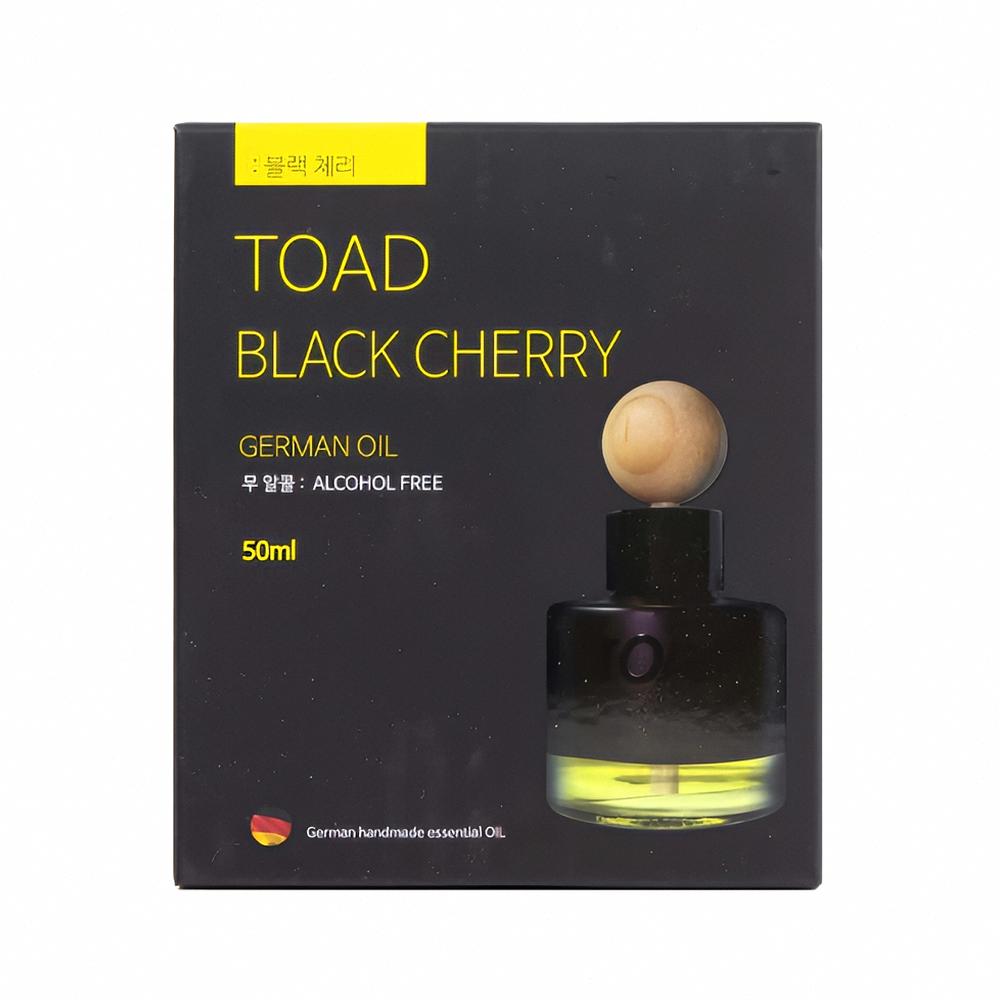 : 블랙 체리
TOAD
BLACK CHERRY
GERMAN OIL
무 알콜 : ALCOHOL FREE
50ml
TO
German handmade essential OIL